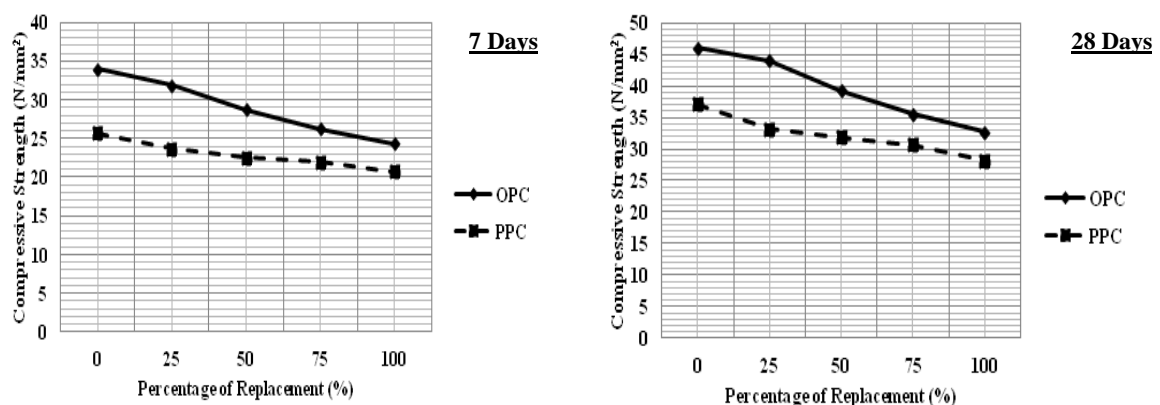 7 Days
Compressive Strength (N/mm²)
40
35
30
25
20
15
10
5
0
0 25 50 75 100
Percentage of Replacement (%)
OPC
PPC
28 Days
Compressive Strength (N/mm²)
50
45
40
35
30
25
20
15
10
5
0
0 25 50 75 100
Percentage of Replacement (%)
OPC
PPC